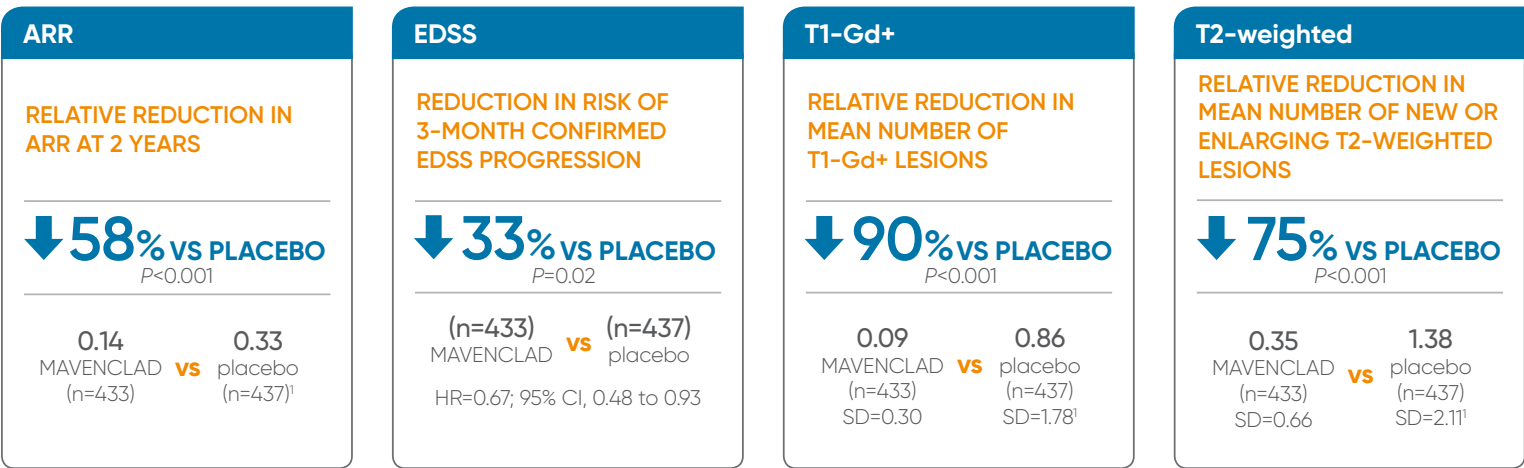 ARR
RELATIVE REDUCTION IN
ARR AT 2 YEARS
58% VS PLACEBO
P<0.001
0.14
MAVENCLAD
(n=433)
vs
0.33
placebo
(n=437)¹
EDSS
REDUCTION IN RISK OF
3-MONTH CONFIRMED
EDSS PROGRESSION
33% VS PLACEBO
P=0.02
(n=433)
MAVENCLAD
vs
(n=437)
placebo
HR=0.67; 95% CI, 0.48 to 0.93
T1-Gd+
RELATIVE REDUCTION IN
MEAN NUMBER OF
T1-Gd+ LESIONS
90% VS PLACEBO
P<0.001
0.09
MAVENCLAD
(n=433)
SD=0.30
vs
0.86
placebo
(n=437)
SD=1.78¹
T2-weighted
RELATIVE REDUCTION IN
MEAN NUMBER OF NEW OR
ENLARGING T2-WEIGHTED
LESIONS
75% VS PLACEBO
P<0.001
0.35
MAVENCLAD
(n=433)
SD=0.66
vs
1.38
placebo
(n=437)
SD=2.11¹